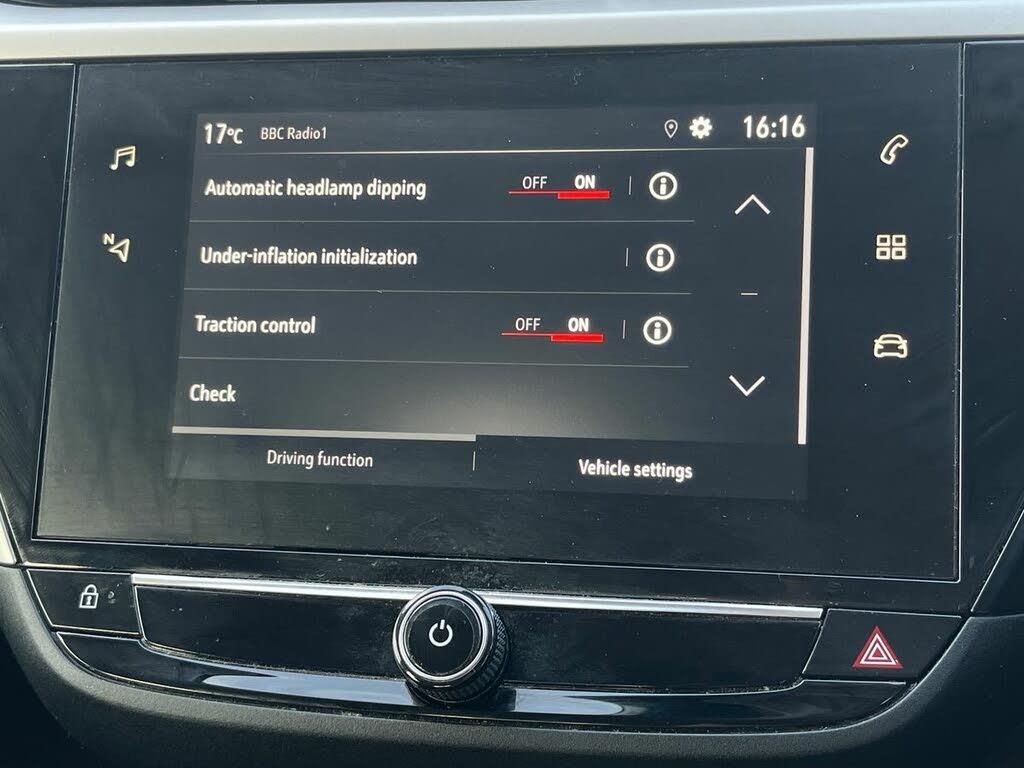 17°C BBC Radio1 16:16
Automatic headlamp dipping OFF ON i
N
Under-inflation initialization i
Traction control OFF ON i
Check
Driving function Vehicle settings